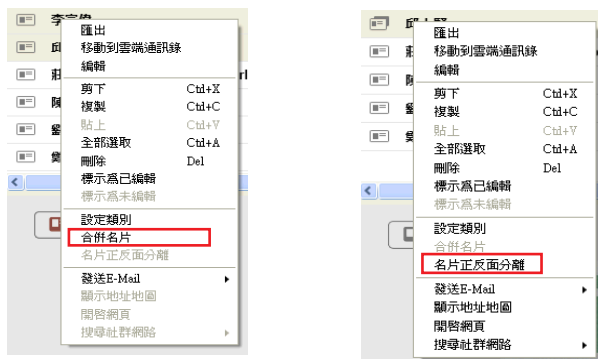 李宗偉
匯出
移動到雲端通訊錄
編輯
剪下 Ctrl+X
複製 Ctrl+C
貼上 Ctrl+V
全部選取 Ctrl+A
刪除 Del
標示為已編輯
標示為未編輯
設定類別
合併名片
名片正反面分離
發送E-Mail
顯示地址地圖
開啓網頁
搜尋社群網路
匯出
移動到雲端通訊錄
編輯
剪下 Ctrl+X
複製 Ctrl+C
貼上 Ctrl+V
全部選取 Ctrl+A
刪除 Del
標示為已編輯
標示為未編輯
設定類別
合併名片
名片正反面分離
發送E-Mail
顯示地址地圖
開啓網頁
搜尋社群網路